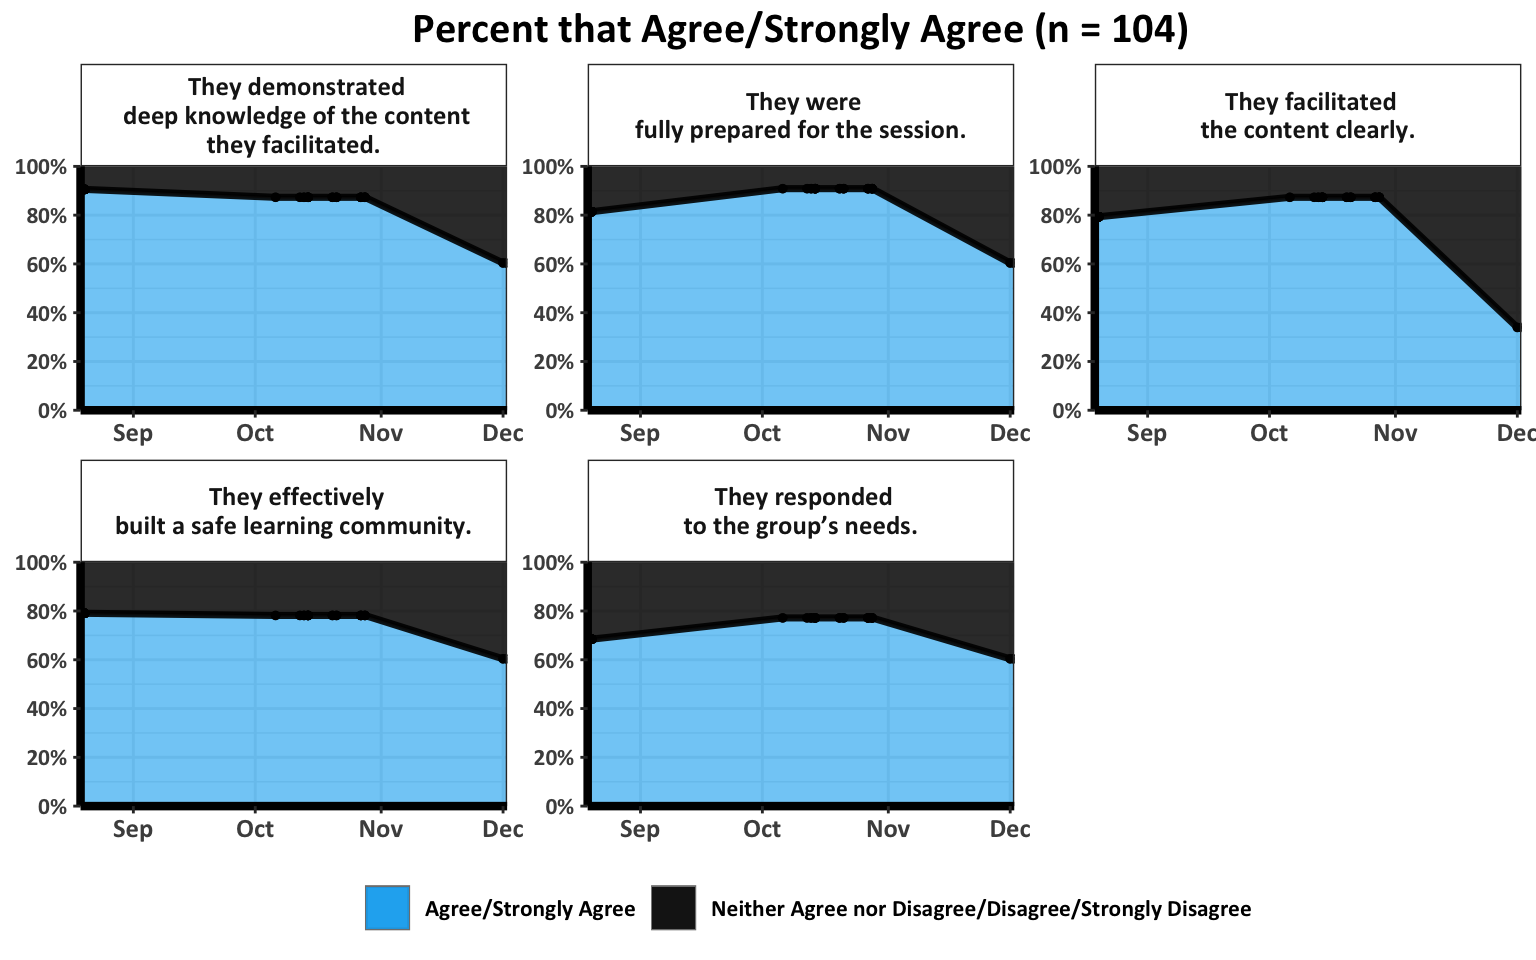 Percent that Agree/Strongly Agree (n = 104)
They demonstrated
deep knowledge of the content
they facilitated.
100%
80%
60%
40%
20%
0%
Sep Oct Nov Dec
They were
fully prepared for the session.
100%
80%
60%
40%
20%
0%
Sep Oct Nov Dec
They facilitated
the content clearly.
100%
80%
60%
40%
20%
0%
Sep Oct Nov Dec
They effectively
built a safe learning community.
100%
80%
60%
40%
20%
0%
Sep Oct Nov Dec
They responded
to the group’s needs.
100%
80%
60%
40%
20%
0%
Sep Oct Nov Dec
Agree/Strongly Agree Neither Agree nor Disagree/Disagree/Strongly Disagree